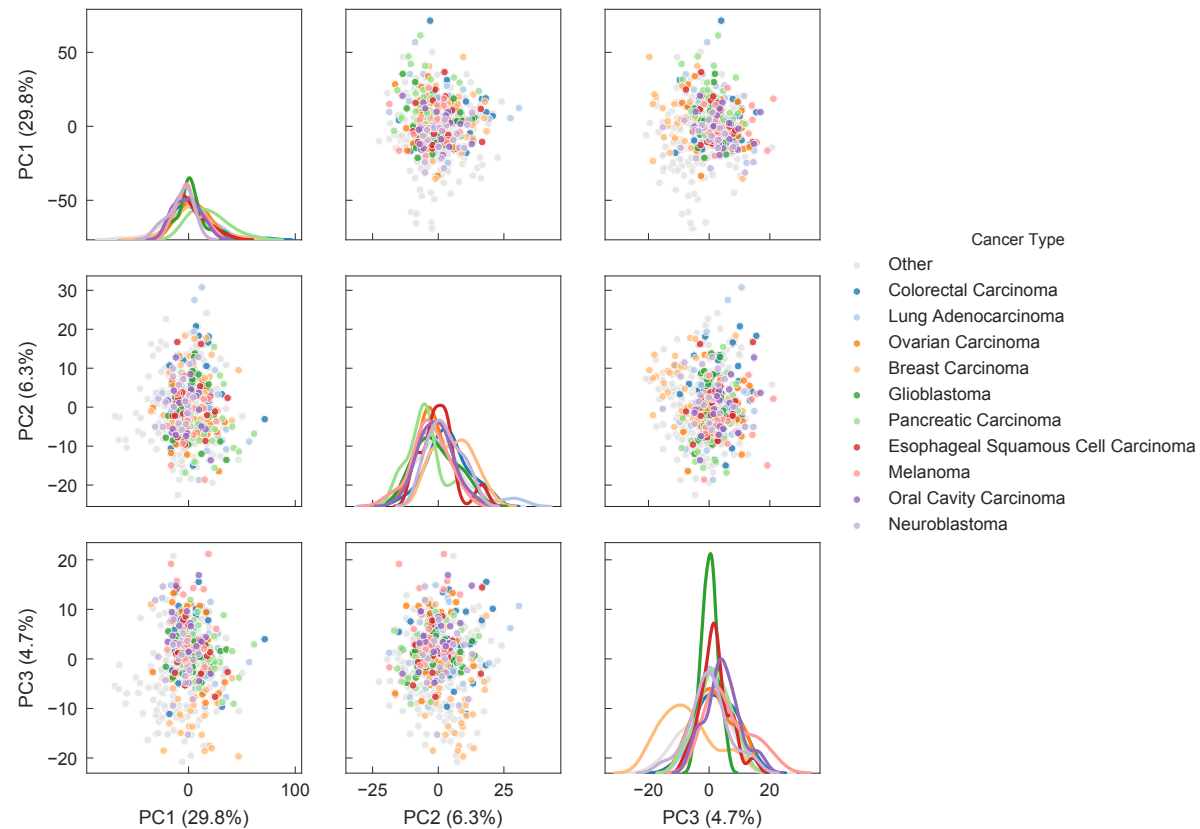 PC1 (29.8%)
50
0
−50
PC2 (6.3%)
30
20
10
0
−10
−20
PC3 (4.7%)
20
10
0
−10
−20
0
100
PC1 (29.8%)
−25
0
25
PC2 (6.3%)
−20
0
20
PC3 (4.7%)
Cancer Type
Other
Colorectal Carcinoma
Lung Adenocarcinoma
Ovarian Carcinoma
Breast Carcinoma
Glioblastoma
Pancreatic Carcinoma
Esophageal Squamous Cell Carcinoma
Melanoma
Oral Cavity Carcinoma
Neuroblastoma